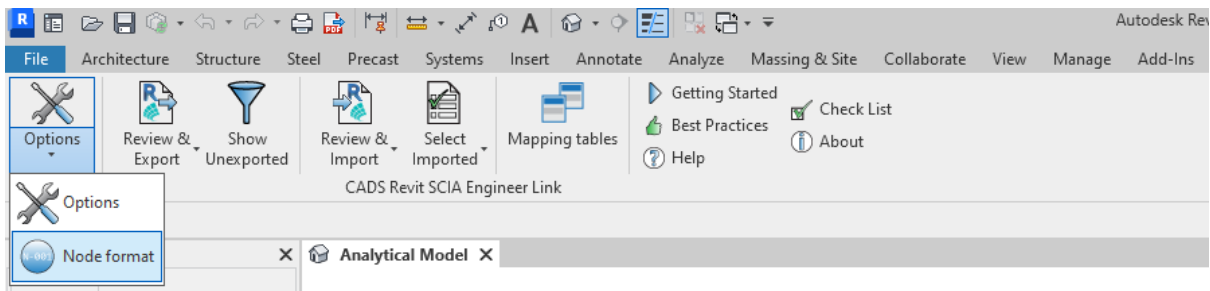 R PDF A Autodesk Rev
File Architecture Structure Steel Precast Systems Insert Annotate Analyze Massing & Site Collaborate View Manage Add-Ins
Options Review & Export Show Unexported Review & Import Select Imported Mapping tables
Getting Started
Best Practices
Help
Check List
About
CADS Revit SCIA Engineer Link
Options
Node format
Analytical Model